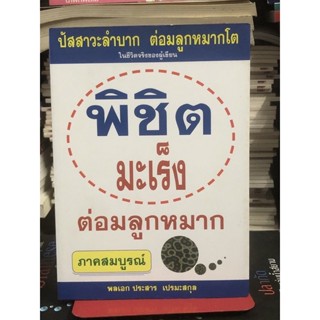 ปัสสาวะลำบาก ต่อมลูกหมากโต
ในชีวิตจริงของผู้เขียน
พิชิต
มะเร็ง
ต่อมลูกหมาก
ภาคสมบูรณ์
พลเอก ประสาร เปรมะสกุล